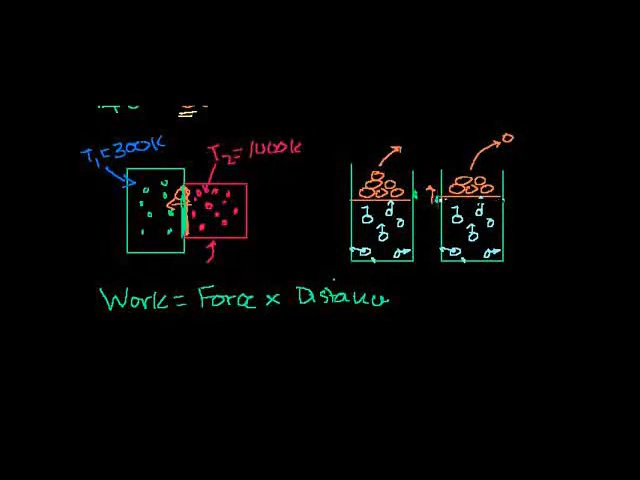 T₁=300K
T₂=1000K
Work = Force × Distance